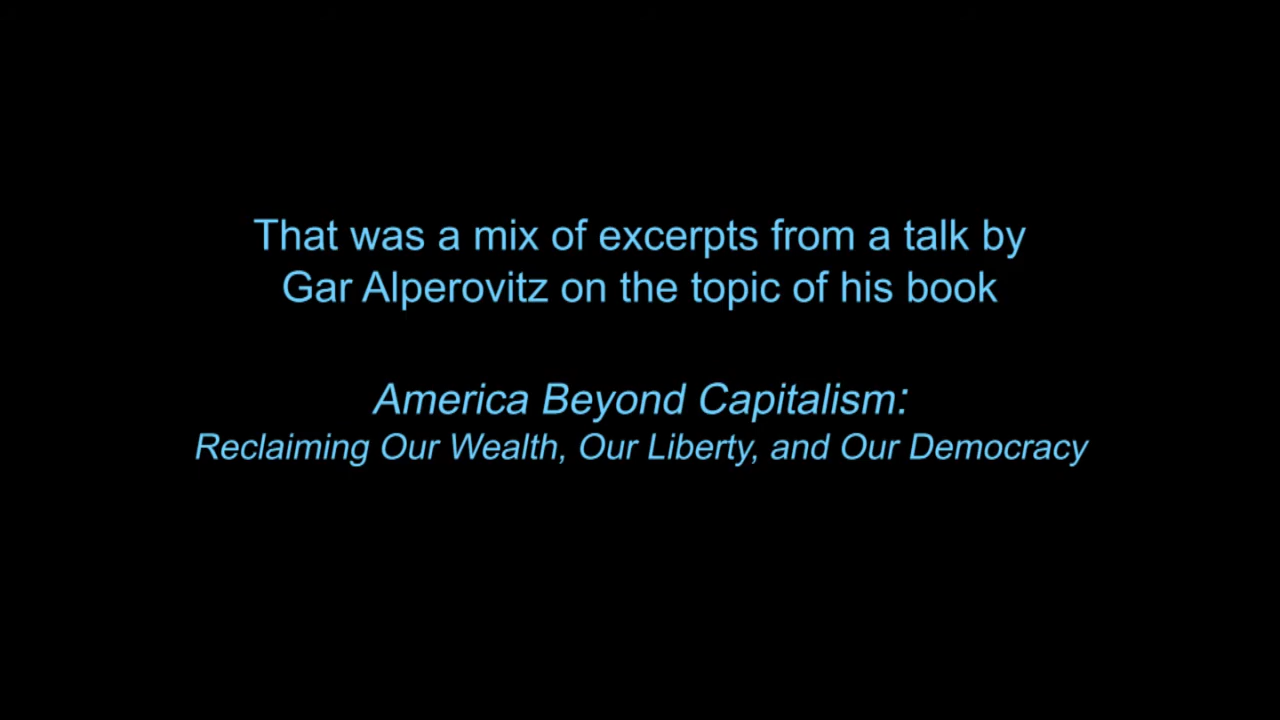 That was a mix of excerpts from a talk by
Gar Alperovitz on the topic of his book
America Beyond Capitalism:
Reclaiming Our Wealth, Our Liberty, and Our Democracy